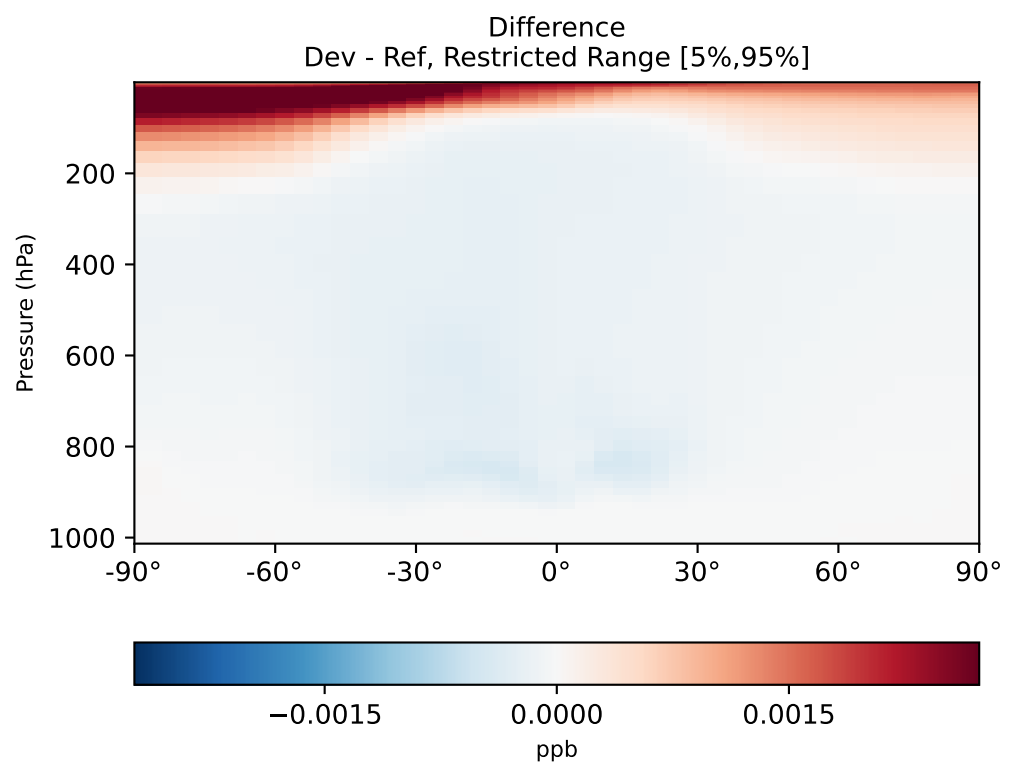 Difference
Dev - Ref, Restricted Range [5%,95%]
Pressure (hPa)
200
400
600
800
1000
-90° -60° -30° 0° 30° 60° 90°
−0.0015 0.0000 0.0015
ppb